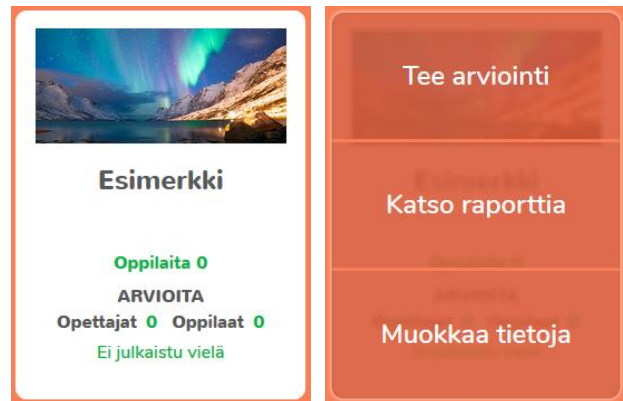 Esimerkki
Oppilaita 0
ARVIOITA
Opettajat 0 Oppilaat 0
Ei julkaistu vielä
Tee arviointi
Katso raporttia
Muokkaa tietoja